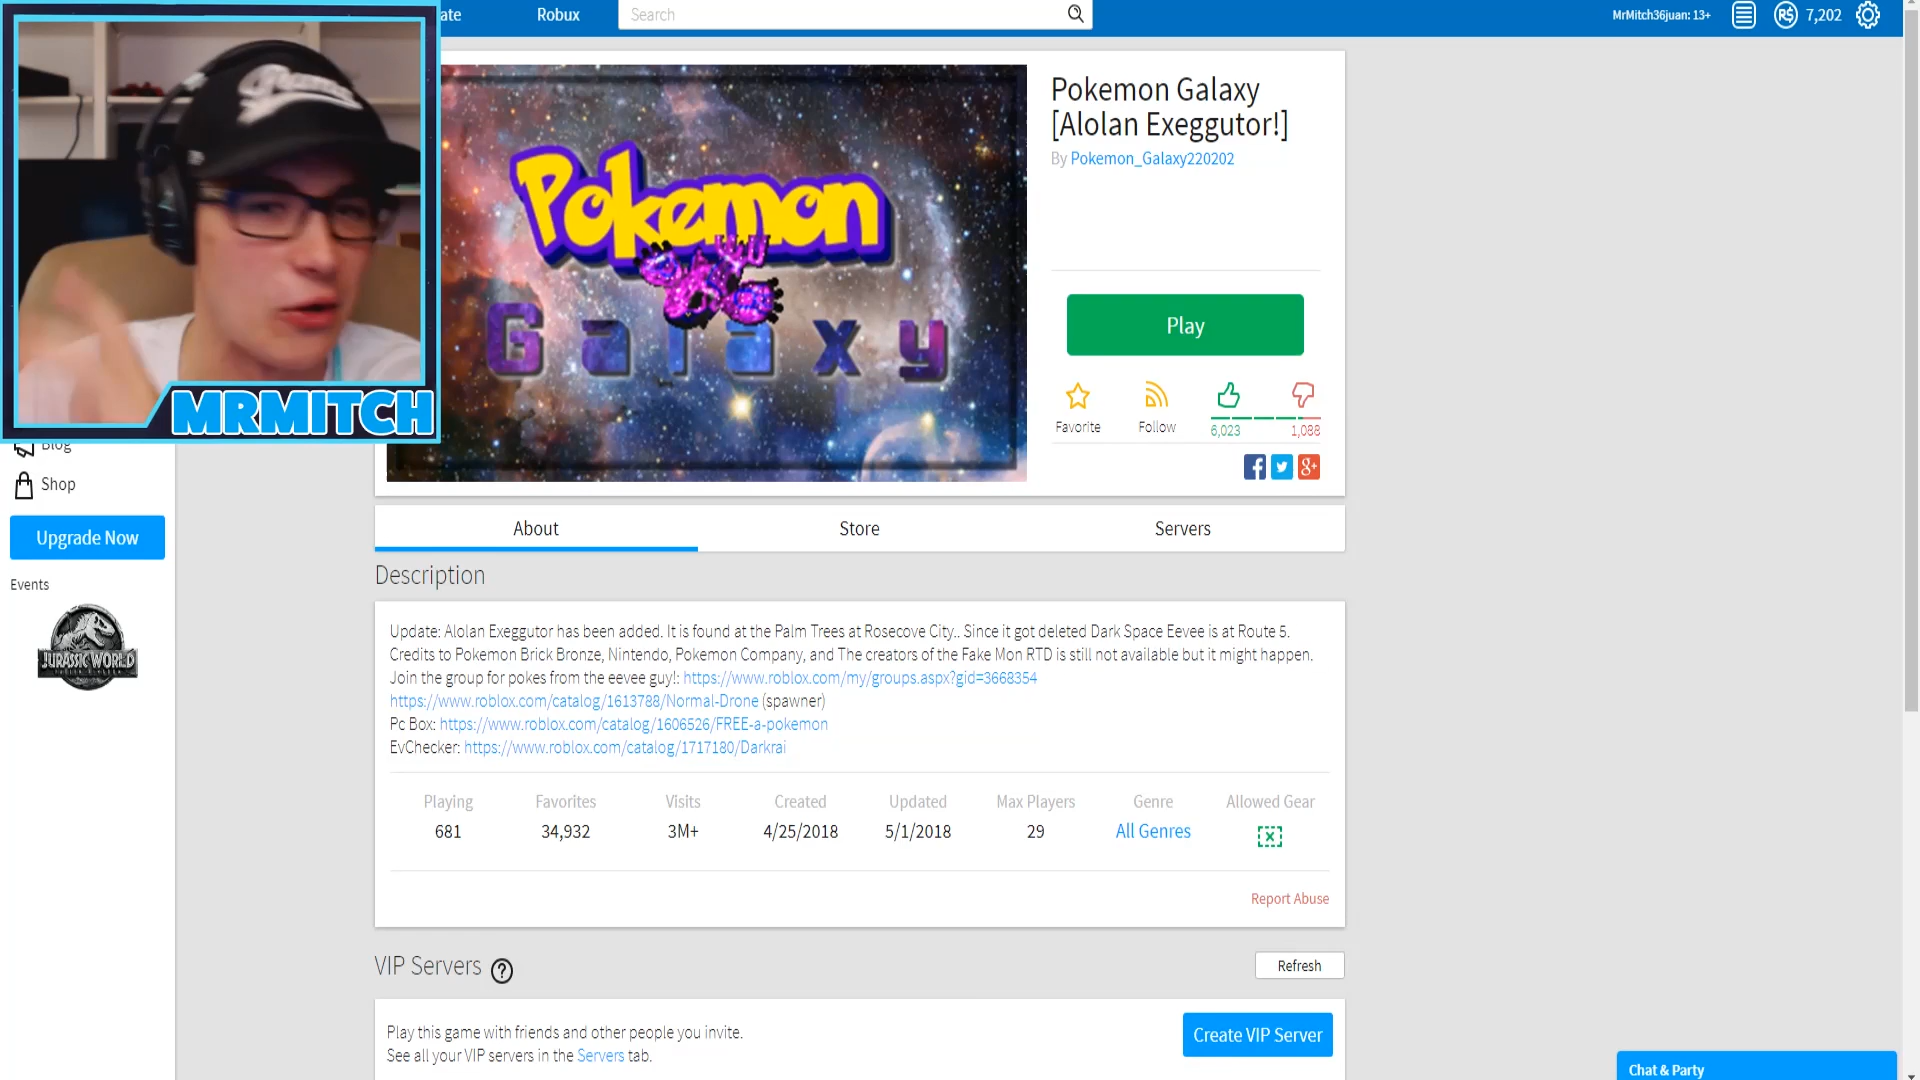 ate
Robux
Search
MrMitch36juan: 13+
7,202
Pokemon
Galaxy
Pokemon Galaxy
[Alolan Exeggutor!]
By Pokemon_Galaxy220202
Play
Favorite
Follow
6,023
1,088
MRMITCH
Blog
Shop
Upgrade Now
Events
JURASSIC WORLD
About
Store
Servers
Description
Update: Alolan Exeggutor has been added. It is found at the Palm Trees at Rosecove City.. Since it got deleted Dark Space Eevee is at Route 5.
Credits to Pokemon Brick Bronze, Nintendo, Pokemon Company, and The creators of the Fake Mon RTD is still not available but it might happen.
Join the group for pokes from the eevee guy!: https://www.roblox.com/my/groups.aspx?gid=3668354
https://www.roblox.com/catalog/1613788/Normal-Drone (spawner)
Pc Box: https://www.roblox.com/catalog/1606526/FREE-a-pokemon
EvChecker: https://www.roblox.com/catalog/1717180/Darkrai
Playing
Favorites
Visits
Created
Updated
Max Players
Genre
Allowed Gear
681
34,932
3M+
4/25/2018
5/1/2018
29
All Genres
Report Abuse
VIP Servers
Refresh
Play this game with friends and other people you invite.
See all your VIP servers in the Servers tab.
Create VIP Server
Chat & Party